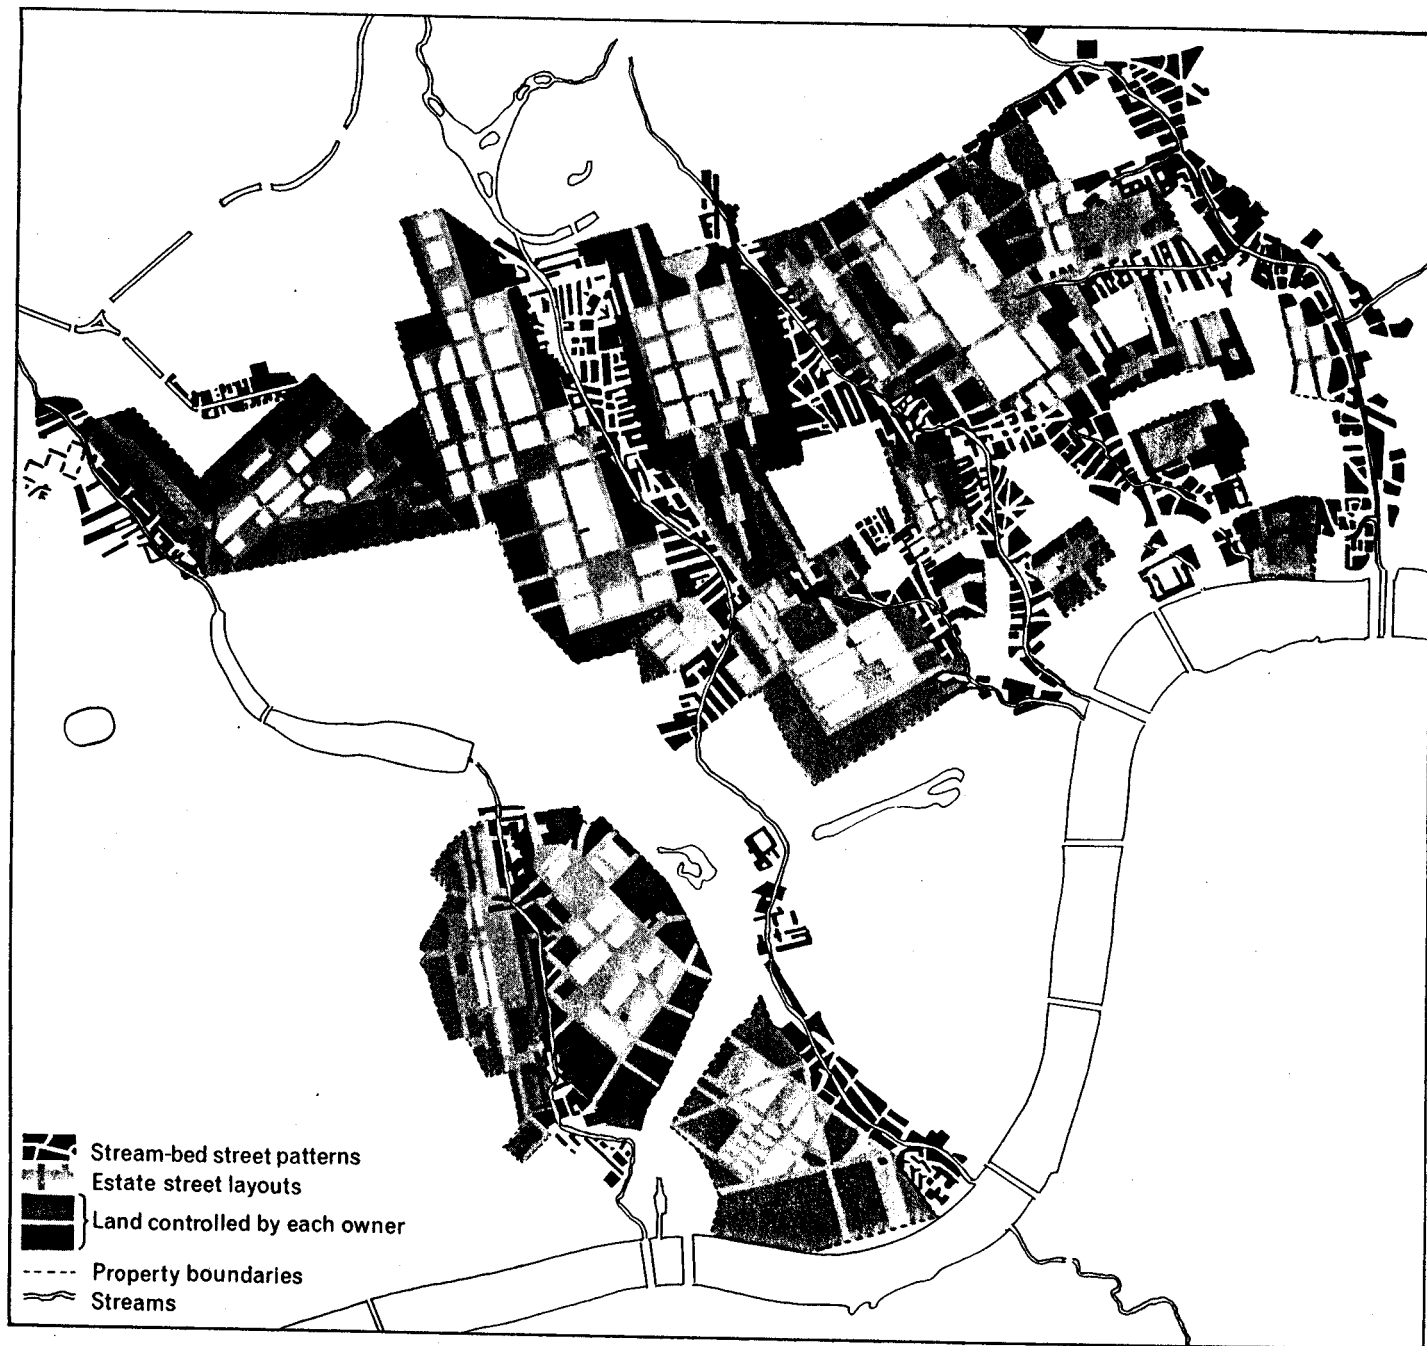 Stream-bed street patterns
Estate street layouts
Land controlled by each owner
Property boundaries
Streams